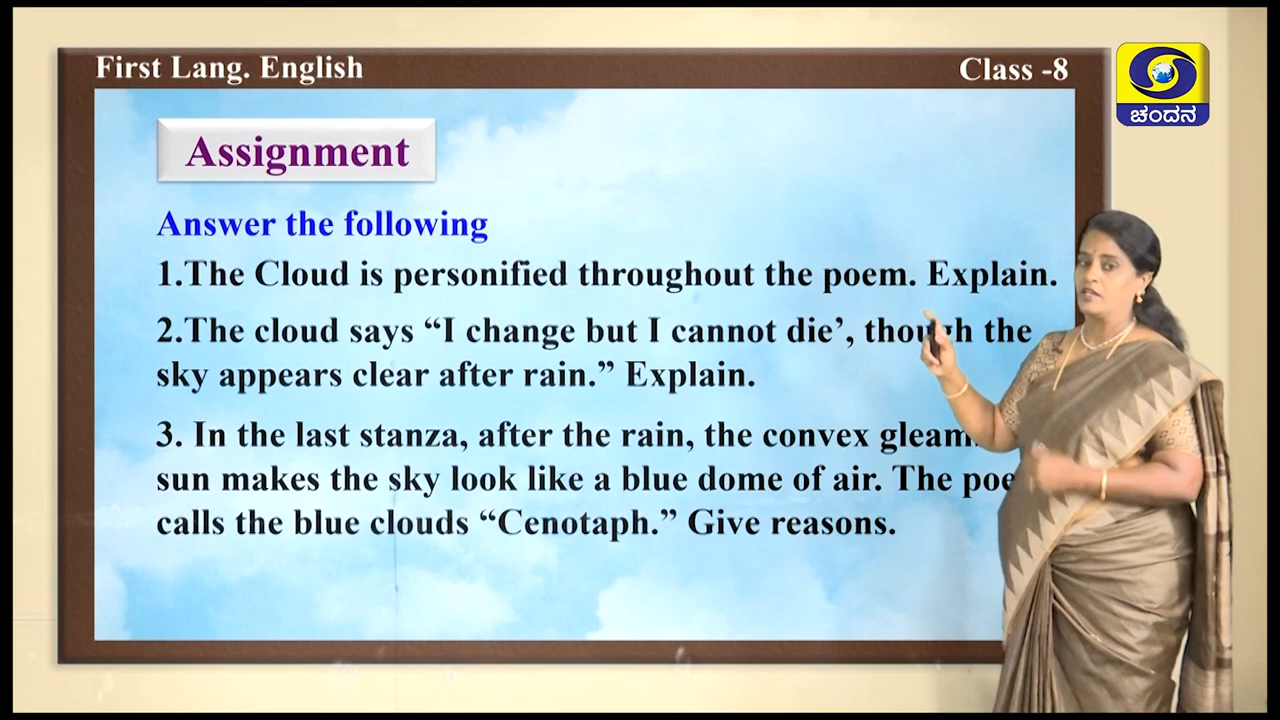 First Lang. English
Class -8
ಚಂದನ
Assignment
Answer the following
1.The Cloud is personified throughout the poem. Explain.
2.The cloud says “I change but I cannot die’, though the
sky appears clear after rain.” Explain.
3. In the last stanza, after the rain, the convex
sun makes the sky look like a blue dome of air. The
calls the blue clouds “Cenotaph.” Give reasons.